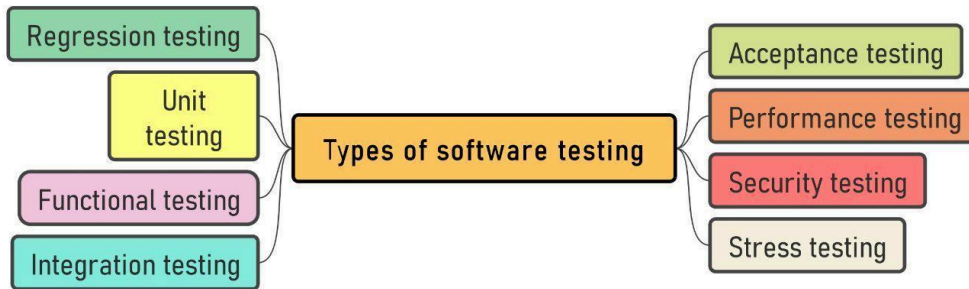 Regression testing
Unit
testing
Functional testing
Integration testing
Types of software testing
Acceptance testing
Performance testing
Security testing
Stress testing